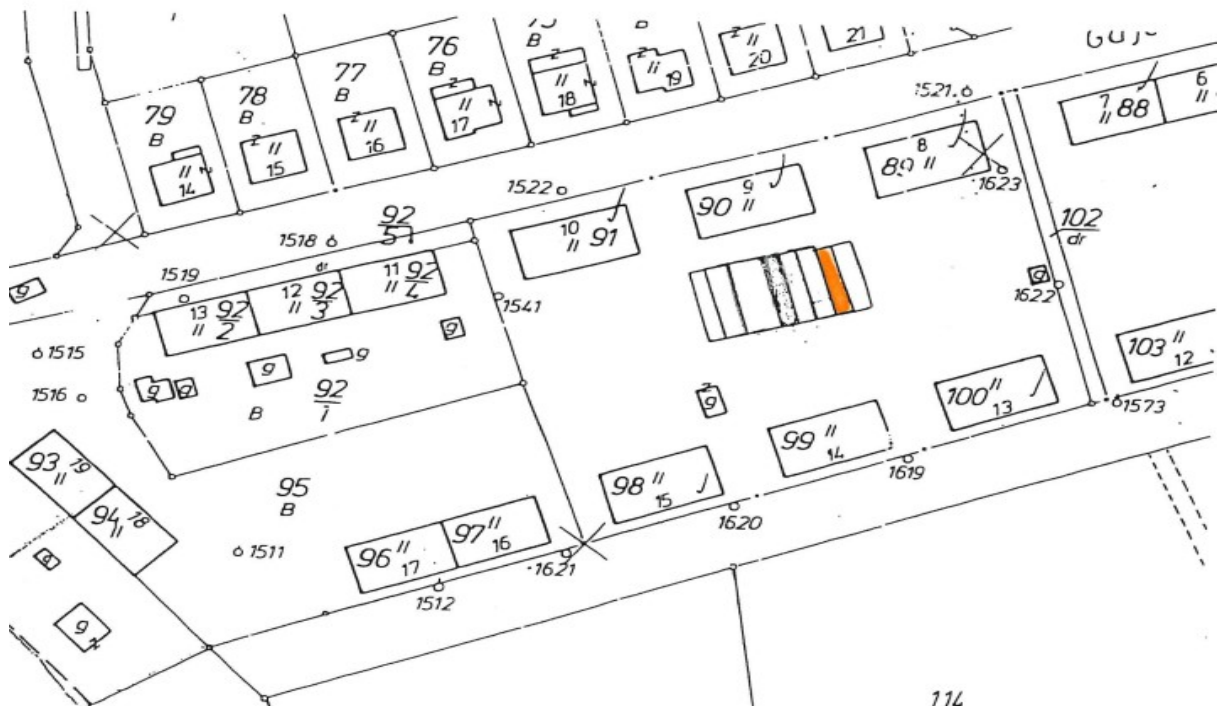 76
B
B
77
B
78
B
79
B
z
II
14
z
z
II
15
z
II
16
z
II
17
z
z
II
18
z
z
II
19
z
II
20
II
21
1521
7
II
88
6
II
8
89 II
1623
9
90 II
1522
10
II 91
92
57
1518
1519
dr
11
II 92
4
12
II 92
3
13
II 92
2
1541
102
dr
g
1622
g
1515
1516
g
g
g
g
g
92
1
B
103
12
1573
100 II
13
z
g
99 II
14
1619
98 II
15
1620
93
II
19
94
II
18
95
B
97 II
16
96 II
17
1511
1621
1512
g
g
z
114